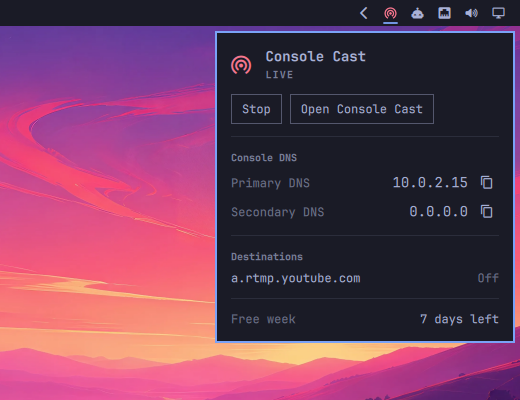 Console Cast
LIVE
Stop
Open Console Cast
Console DNS
Primary DNS 10.0.2.15
Secondary DNS 0.0.0.0
Destinations
a.rtmp.youtube.com Off
Free week 7 days left